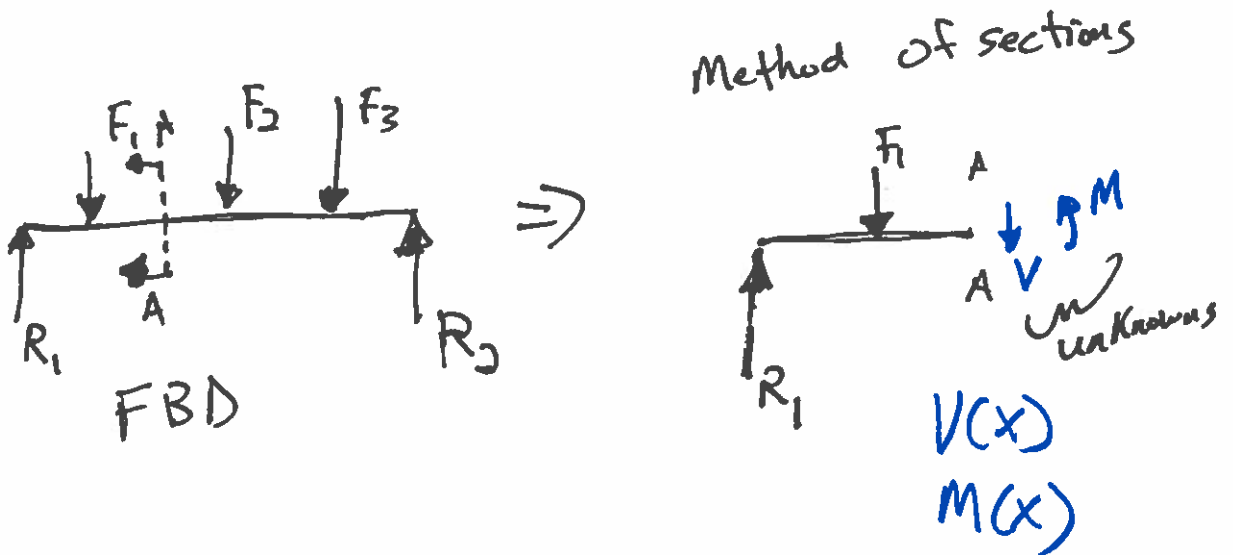 Method of sections
F₁ A F₂ F₃
A
R₁ R₂
FBD
⇒
F₁ A
M
A V
unknowns
R₁
V(x)
M(x)